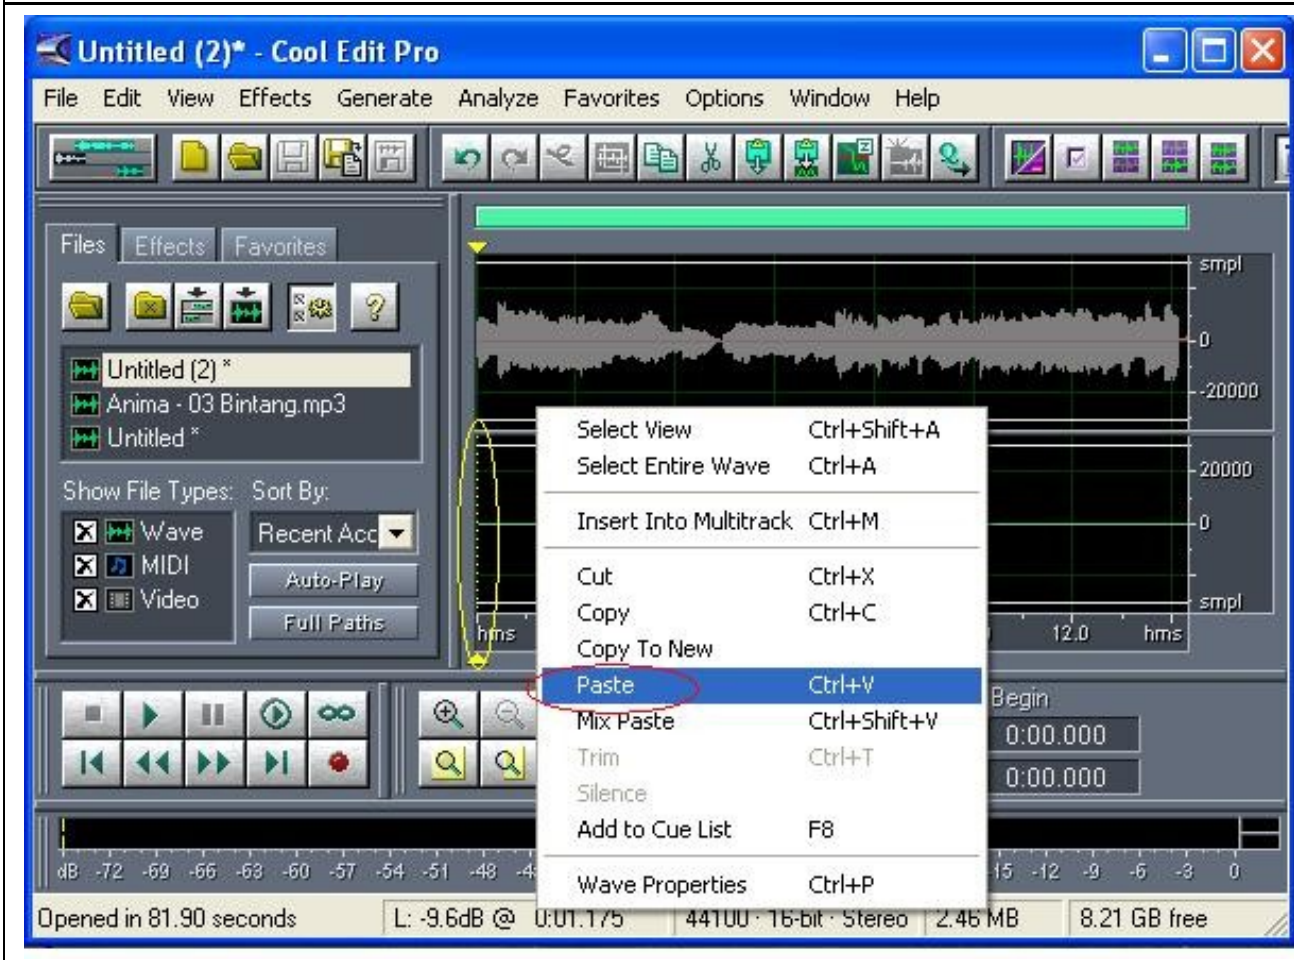 Untitled (2)* - Cool Edit Pro
File Edit View Effects Generate Analyze Favorites Options Window Help
Files Effects Favorites
Untitled (2) *
Anima - 03 Bintang.mp3
Untitled *
Show File Types: Sort By:
Wave
MIDI
Video
Recent Acc
Auto-Play
Full Paths
smpl
0
-20000
20000
0
smpl
hms 12.0 hms
Select View Ctrl+Shift+A
Select Entire Wave Ctrl+A
Insert Into Multitrack Ctrl+M
Cut Ctrl+X
Copy Ctrl+C
Copy To New
Paste Ctrl+V
Mix Paste Ctrl+Shift+V
Trim Ctrl+T
Silence
Add to Cue List F8
Wave Properties Ctrl+P
Begin
0:00.000
0:00.000
dB -72 -69 -66 -63 -60 -57 -54 -51 -48 -15 -12 -9 -6 -3 0
Opened in 81.90 seconds L: -9.6dB @ 0:01.175 44100 · 16-bit · Stereo 2.46 MB 8.21 GB free